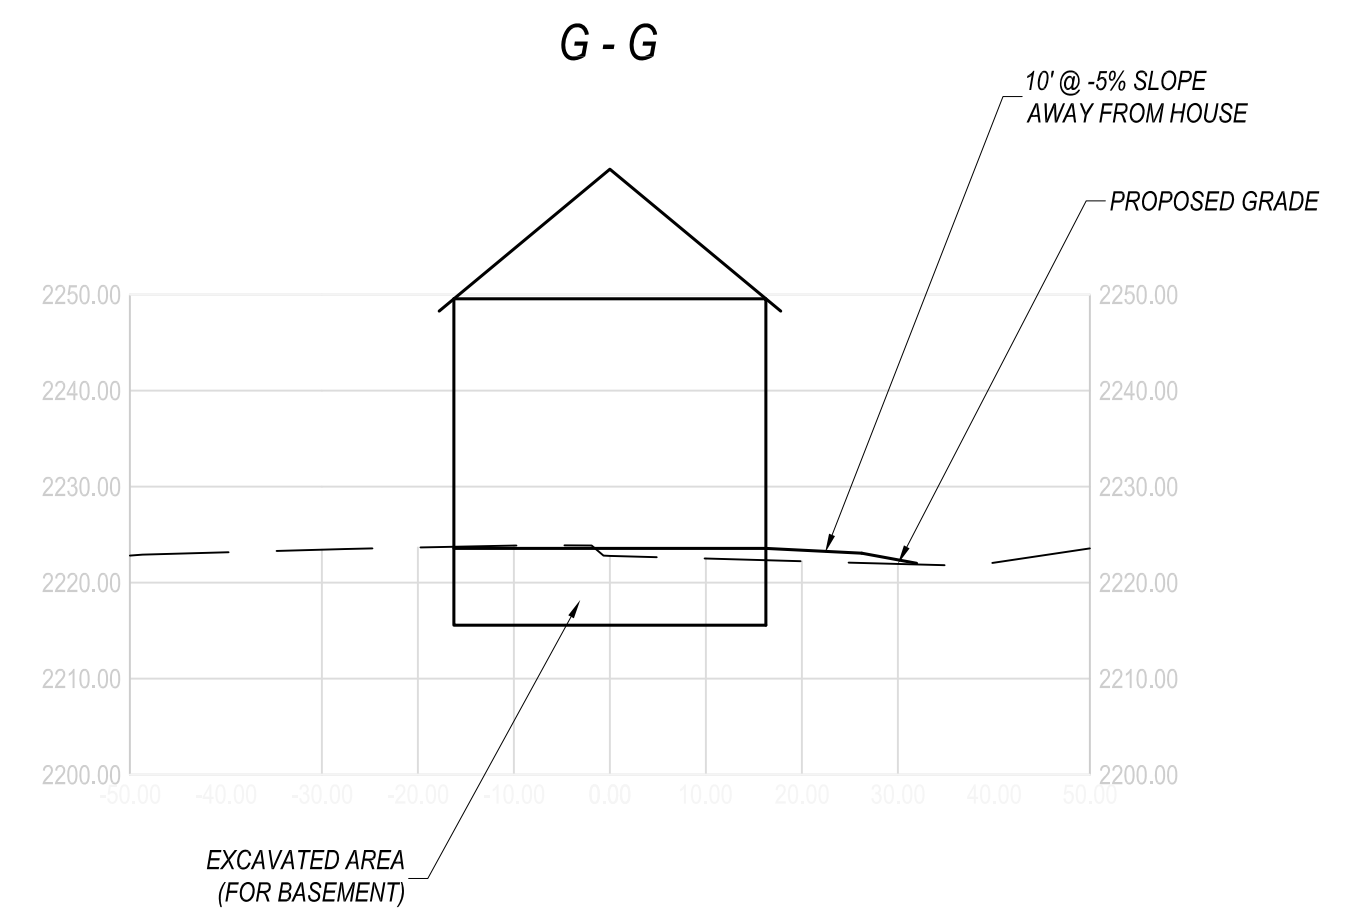 G - G
10' @ -5% SLOPE
AWAY FROM HOUSE
PROPOSED GRADE
2250.00 2250.00
2240.00 2240.00
2230.00 2230.00
2220.00 2220.00
2210.00 2210.00
2200.00 2200.00
-50.00 -40.00 -30.00 -20.00 -10.00 0.00 10.00 20.00 30.00 40.00 50.00
EXCAVATED AREA
(FOR BASEMENT)